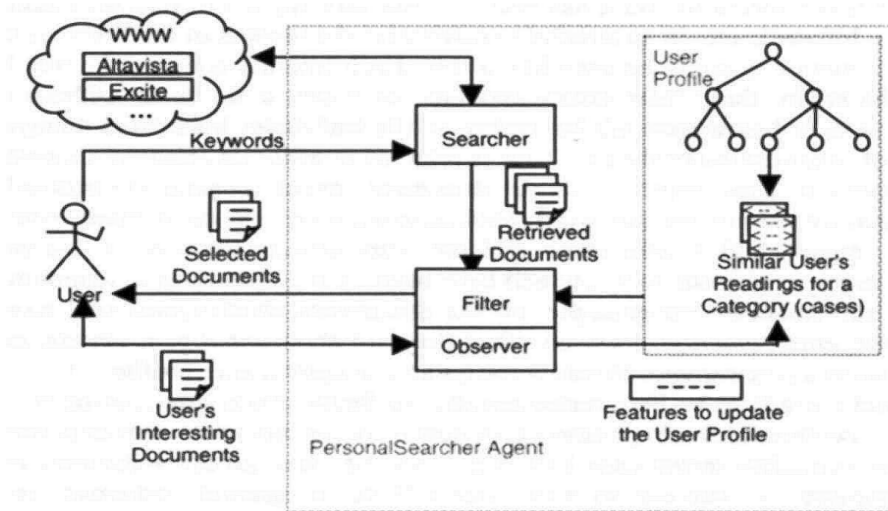 WWW
Altavista
Excite
...
User
Profile
Keywords
Searcher
Selected
Documents
Retrieved
Documents
Similar User's
Readings for a
Category (cases)
User
Filter
Observer
User's
Interesting
Documents
Features to update
the User Profile
PersonalSearcher Agent